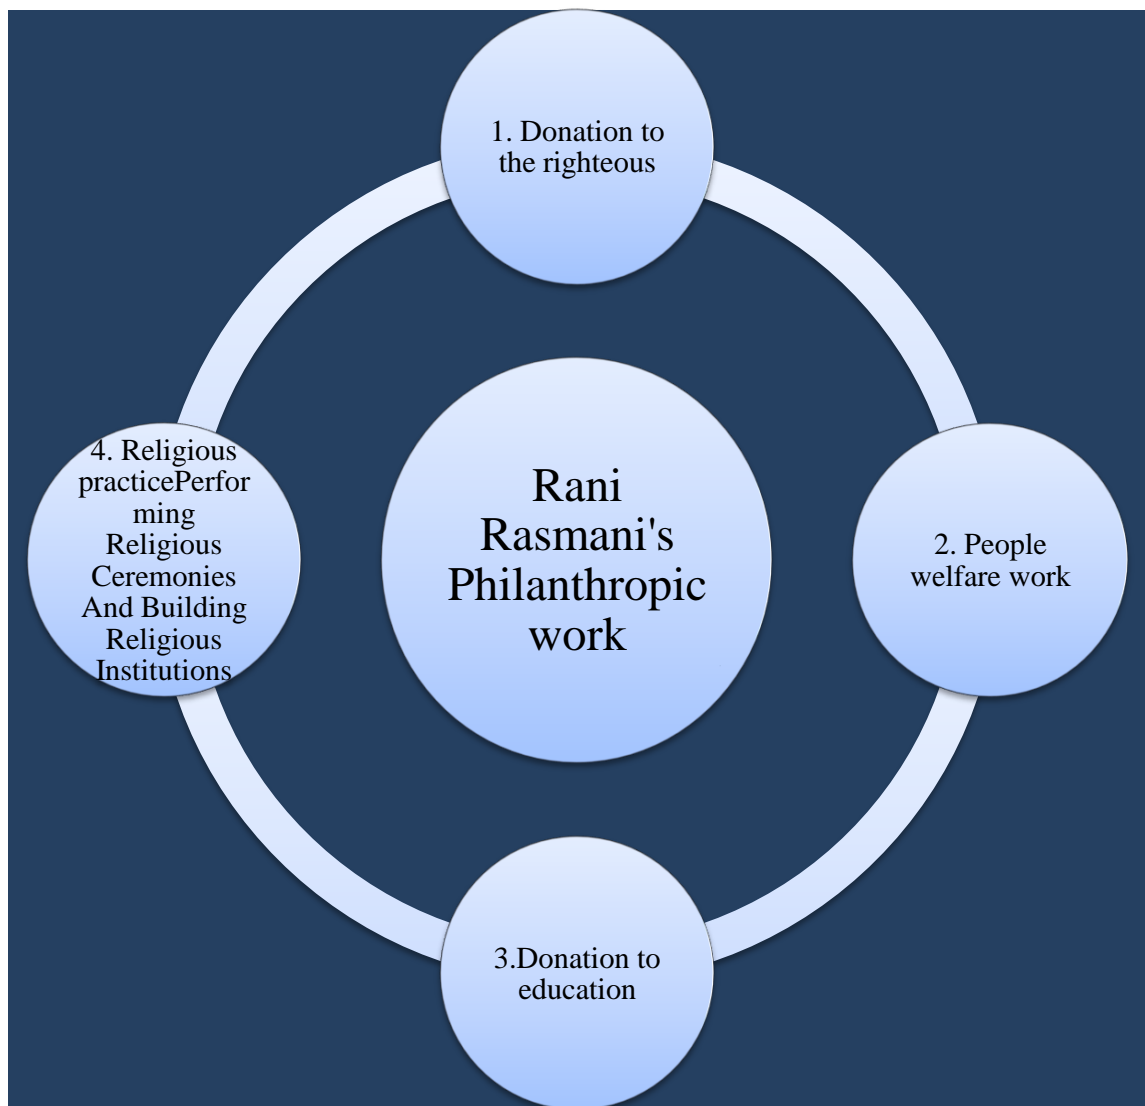 1. Donation to
the righteous
Rani
Rasmani's
Philanthropic
work
2. People
welfare work
3.Donation to
education
4. Religious
practicePerfor
ming
Religious
Ceremonies
And Building
Religious
Institutions